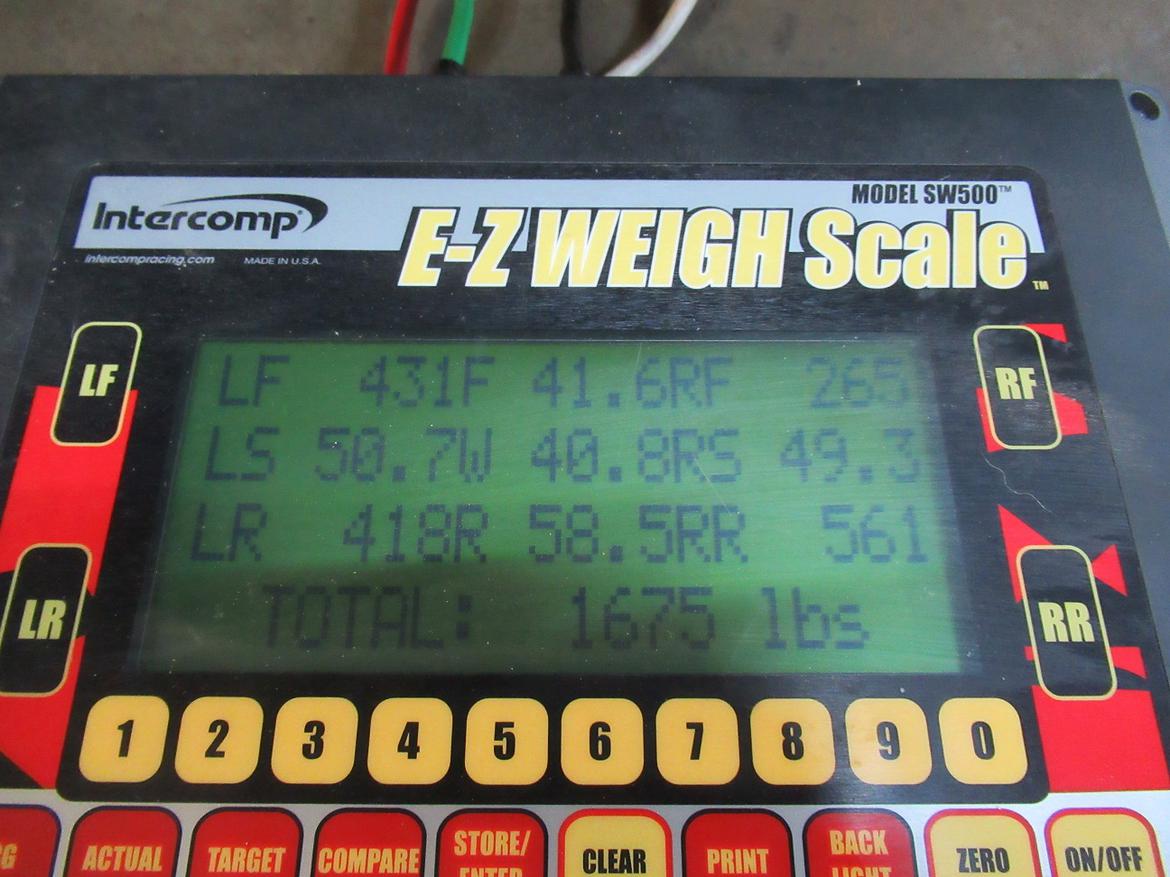 MODEL SW500™
Intercomp®
E-Z WEIGH Scale™
intercompracing.com MADE IN U.S.A.
LF RF
LF 431F 41.6RF 265
LS 50.7W 40.8RS 49.3
LR 418R 58.5RR 561
TOTAL: 1675 lbs
LR RR
1 2 3 4 5 6 7 8 9 0
ACTUAL TARGET COMPARE STORE/ CLEAR PRINT BACK ZERO ON/OFF
ENTER LIGHT